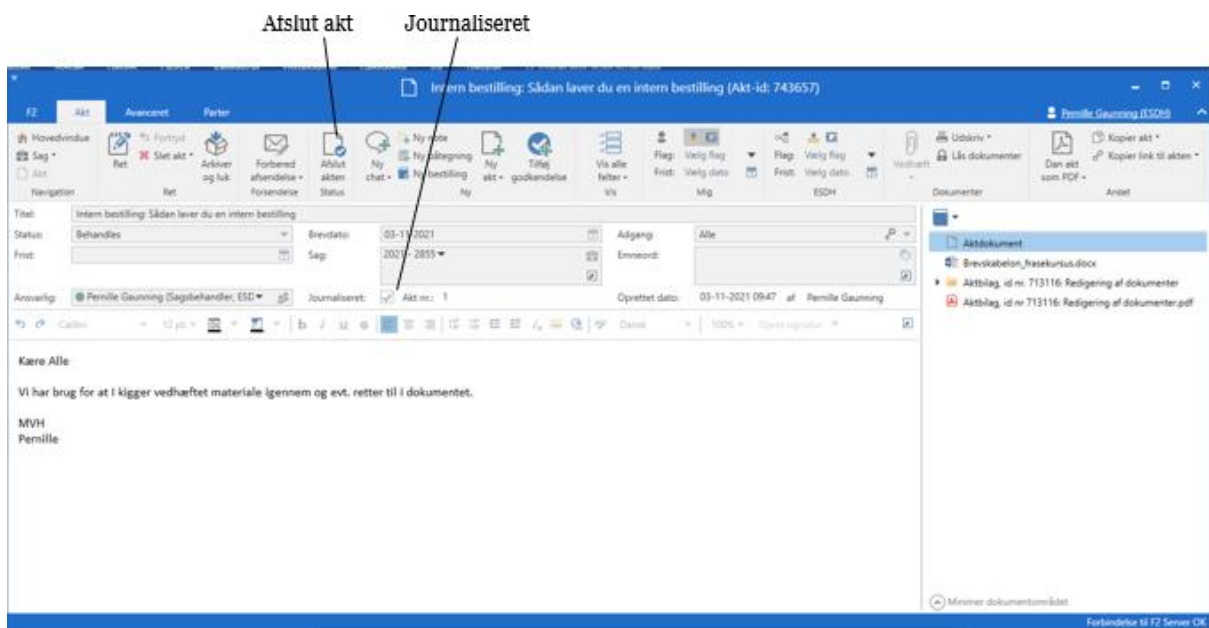 Afslut akt Journaliseret
Intern bestilling: Sådan laver du en intern bestilling (Akt-id: 743657)
F2 Akt Avanceret Parter Pernille Gaunning (ESDH)
Hovedvindue Fortryd Ny note Flag: Vælg flag Flag: Vælg flag Udskriv Kopier akt
Sag Ret Slet akt Arkiver Forbered Afslut Ny Ny påtegning Ny Tilføj Vis alle Frist: Vælg dato Frist: Vælg dato Vedhæft Lås dokumenter Dan akt Kopier link til akten
Akt og luk afsendelse akten chat Ny bestilling akt godkendelse felter som PDF
Navigation Ret Forsendelse Status Ny Vis Mig ESDH Dokumenter Andet
Titel: Intern bestilling: Sådan laver du en intern bestilling
Status: Behandles Brevdato: 03-11-2021 Adgang: Alle
Frist: Sag: 2021 - 2855 Emneord:
Ansvarlig: Pernille Gaunning (Sagsbehandler, ESD Journaliseret: Akt nr.: 1 Oprettet dato: 03-11-2021 09:47 af Pernille Gaunning
Calibri 12 pt b i u Dansk 100% Opret signatur
Kære Alle
Vi har brug for at I kigger vedhæftet materiale igennem og evt. retter til i dokumentet.
MVH
Pernille
Aktdokument
Brevskabelon_frasekursus.docx
Aktbilag, id nr. 713116: Redigering af dokumenter
Aktbilag, id nr 713116: Redigering af dokumenter.pdf
Minimer dokumentområdet
Forbindelse til F2 Server OK